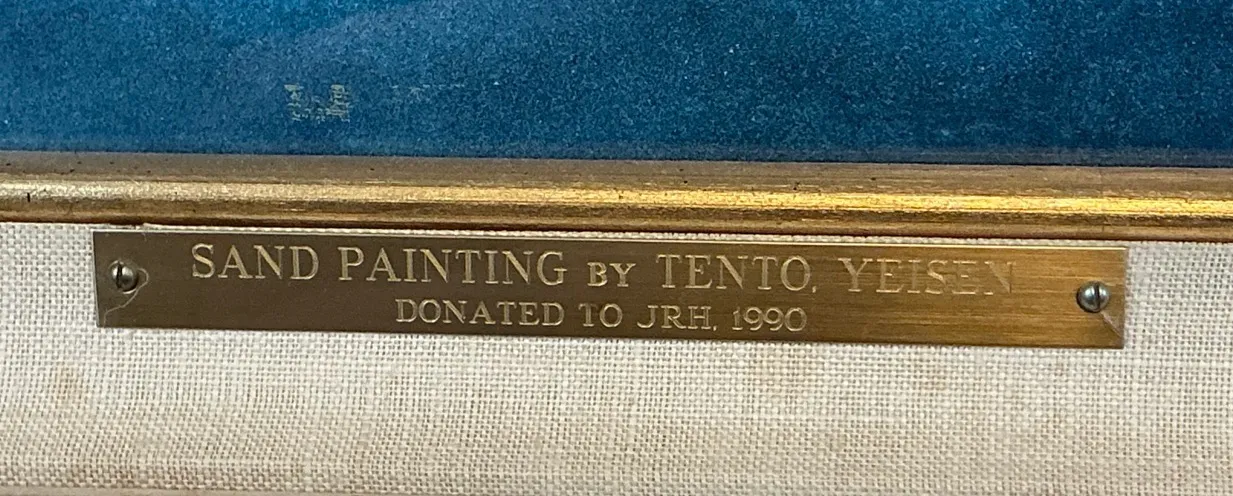 SAND PAINTING BY TENTO, YEISEN
DONATED TO JRH, 1990